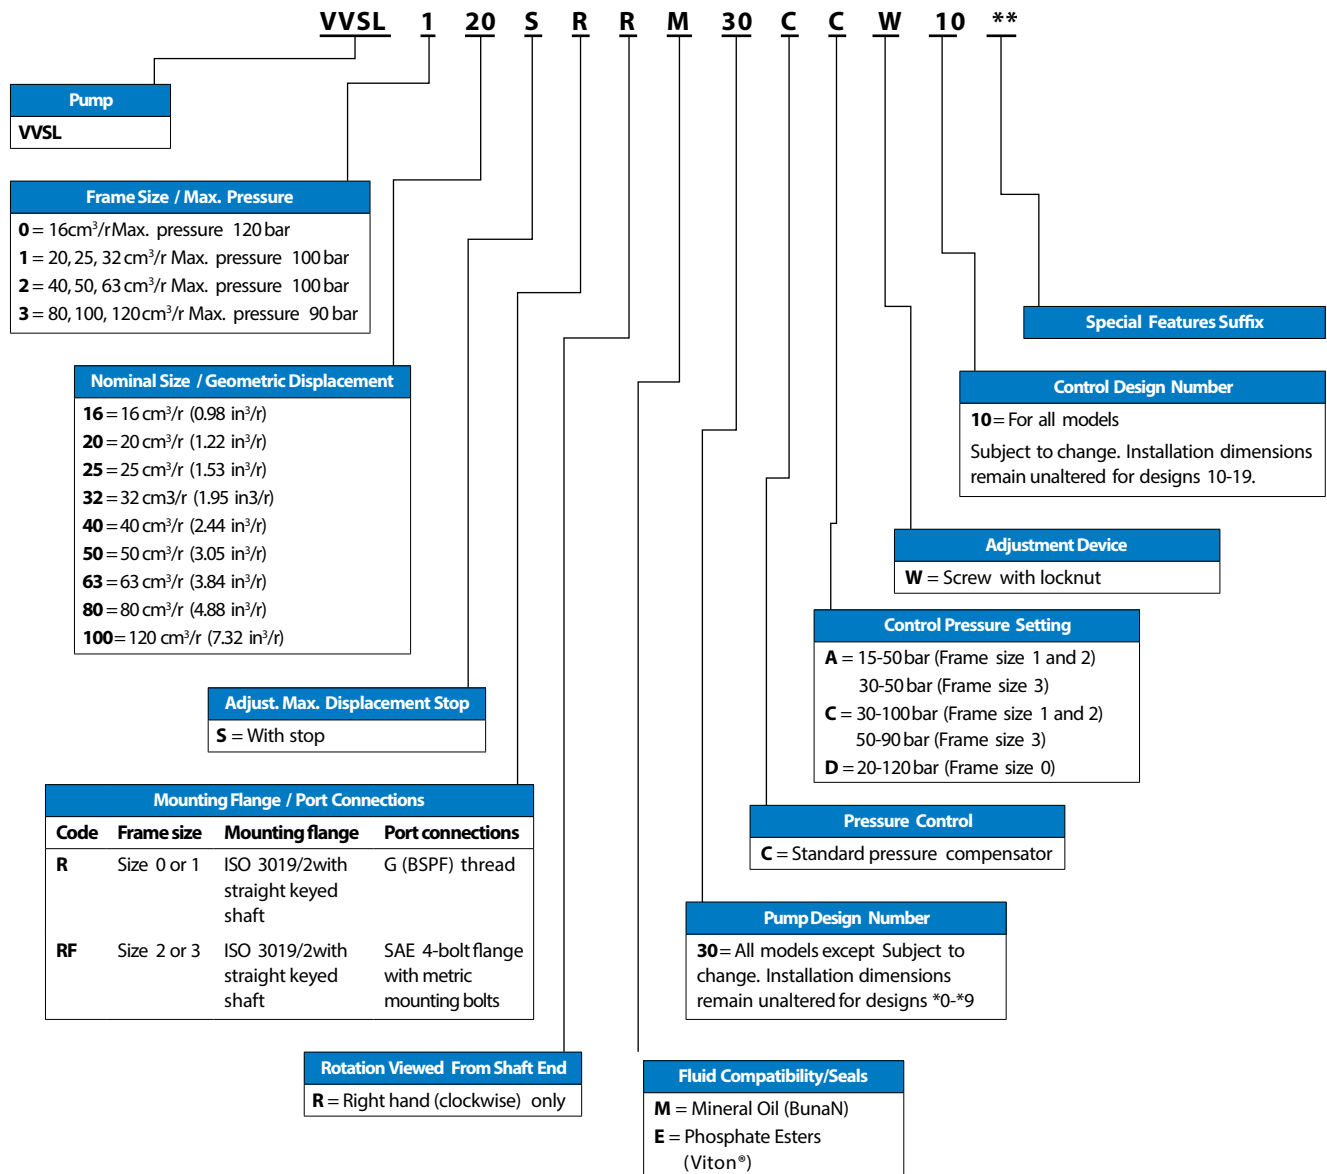 VVSL 1 20 S R R M 30 C C W 10 **
Pump
VVSL
Frame Size / Max. Pressure
0 = 16cm³/r Max. pressure 120 bar
1 = 20, 25, 32 cm³/r Max. pressure 100 bar
2 = 40, 50, 63 cm³/r Max. pressure 100 bar
3 = 80, 100, 120 cm³/r Max. pressure 90 bar
Nominal Size / Geometric Displacement
16 = 16 cm³/r (0.98 in³/r)
20 = 20 cm³/r (1.22 in³/r)
25 = 25 cm³/r (1.53 in³/r)
32 = 32 cm3/r (1.95 in3/r)
40 = 40 cm³/r (2.44 in³/r)
50 = 50 cm³/r (3.05 in³/r)
63 = 63 cm³/r (3.84 in³/r)
80 = 80 cm³/r (4.88 in³/r)
100 = 120 cm³/r (7.32 in³/r)
Adjust. Max. Displacement Stop
S = With stop
Mounting Flange / Port Connections
Code Frame size Mounting flange Port connections
R Size 0 or 1 ISO 3019/2with G (BSPF) thread
straight keyed
shaft
RF Size 2 or 3 ISO 3019/2with SAE 4-bolt flange
straight keyed with metric
shaft mounting bolts
Rotation Viewed From Shaft End
R = Right hand (clockwise) only
Fluid Compatibility/Seals
M = Mineral Oil (BunaN)
E = Phosphate Esters
(Viton®)
Pump Design Number
30 = All models except Subject to
change. Installation dimensions
remain unaltered for designs *0-*9
Pressure Control
C = Standard pressure compensator
Control Pressure Setting
A = 15-50 bar (Frame size 1 and 2)
30-50 bar (Frame size 3)
C = 30-100 bar (Frame size 1 and 2)
50-90 bar (Frame size 3)
D = 20-120 bar (Frame size 0)
Adjustment Device
W = Screw with locknut
Control Design Number
10 = For all models
Subject to change. Installation dimensions
remain unaltered for designs 10-19.
Special Features Suffix